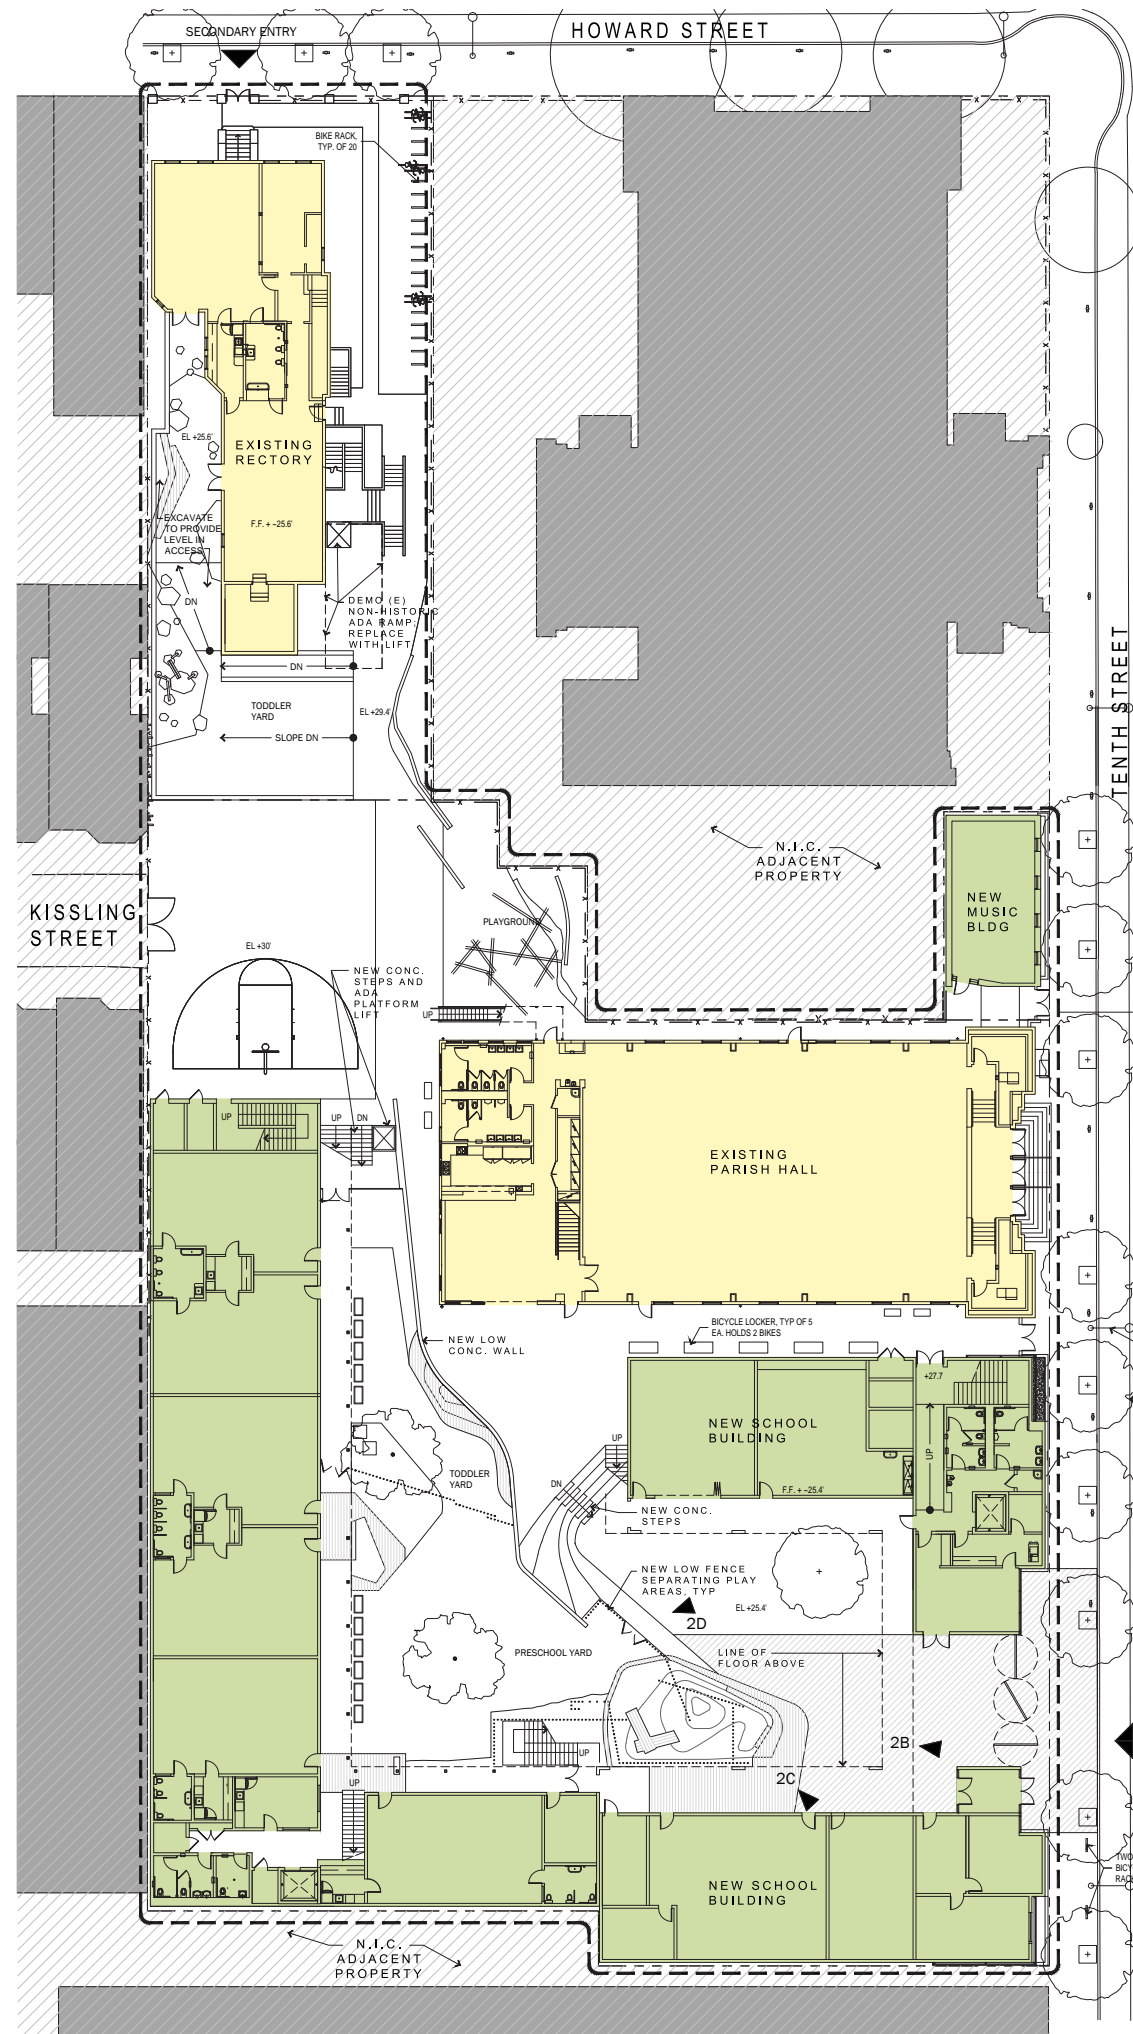 HOWARD STREET
SECONDARY ENTRY
BIKE RACK,
TYP. OF 20
EL +25.6'
EXISTING
RECTORY
F.F. + ~25.6'
EXCAVATE
TO PROVIDE
LEVEL IN
ACCESS
DN
DEMO (E)
NON-HISTORIC
ADA RAMP;
REPLACE
WITH LIFT
DN
TODDLER
YARD
EL +29.4'
SLOPE DN
TENTH STREET
N.I.C.
ADJACENT
PROPERTY
KISSLING
STREET
NEW
MUSIC
BLDG
PLAYGROUND
EL +30'
NEW CONC.
STEPS AND
ADA
PLATFORM
LIFT
UP
UP
UP
DN
EXISTING
PARISH HALL
BICYCLE LOCKER, TYP OF 5
EA. HOLDS 2 BIKES
NEW LOW
CONC. WALL
+27.7
NEW SCHOOL
BUILDING
UP
UP
TODDLER
YARD
DN
F.F. + ~25.4'
NEW CONC.
STEPS
NEW LOW FENCE
SEPARATING PLAY
AREAS, TYP
EL +25.4'
2D
PRESCHOOL YARD
LINE OF
FLOOR ABOVE
2B
UP
UP
2C
NEW SCHOOL
BUILDING
TWO
BICY
RAC
N.I.C.
ADJACENT
PROPERTY